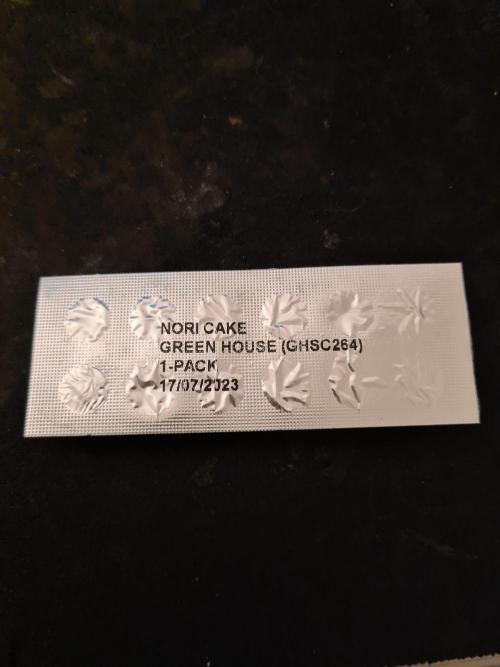 NORI CAKE
GREEN HOUSE (GHSC264)
1-PACK
17/07/2023